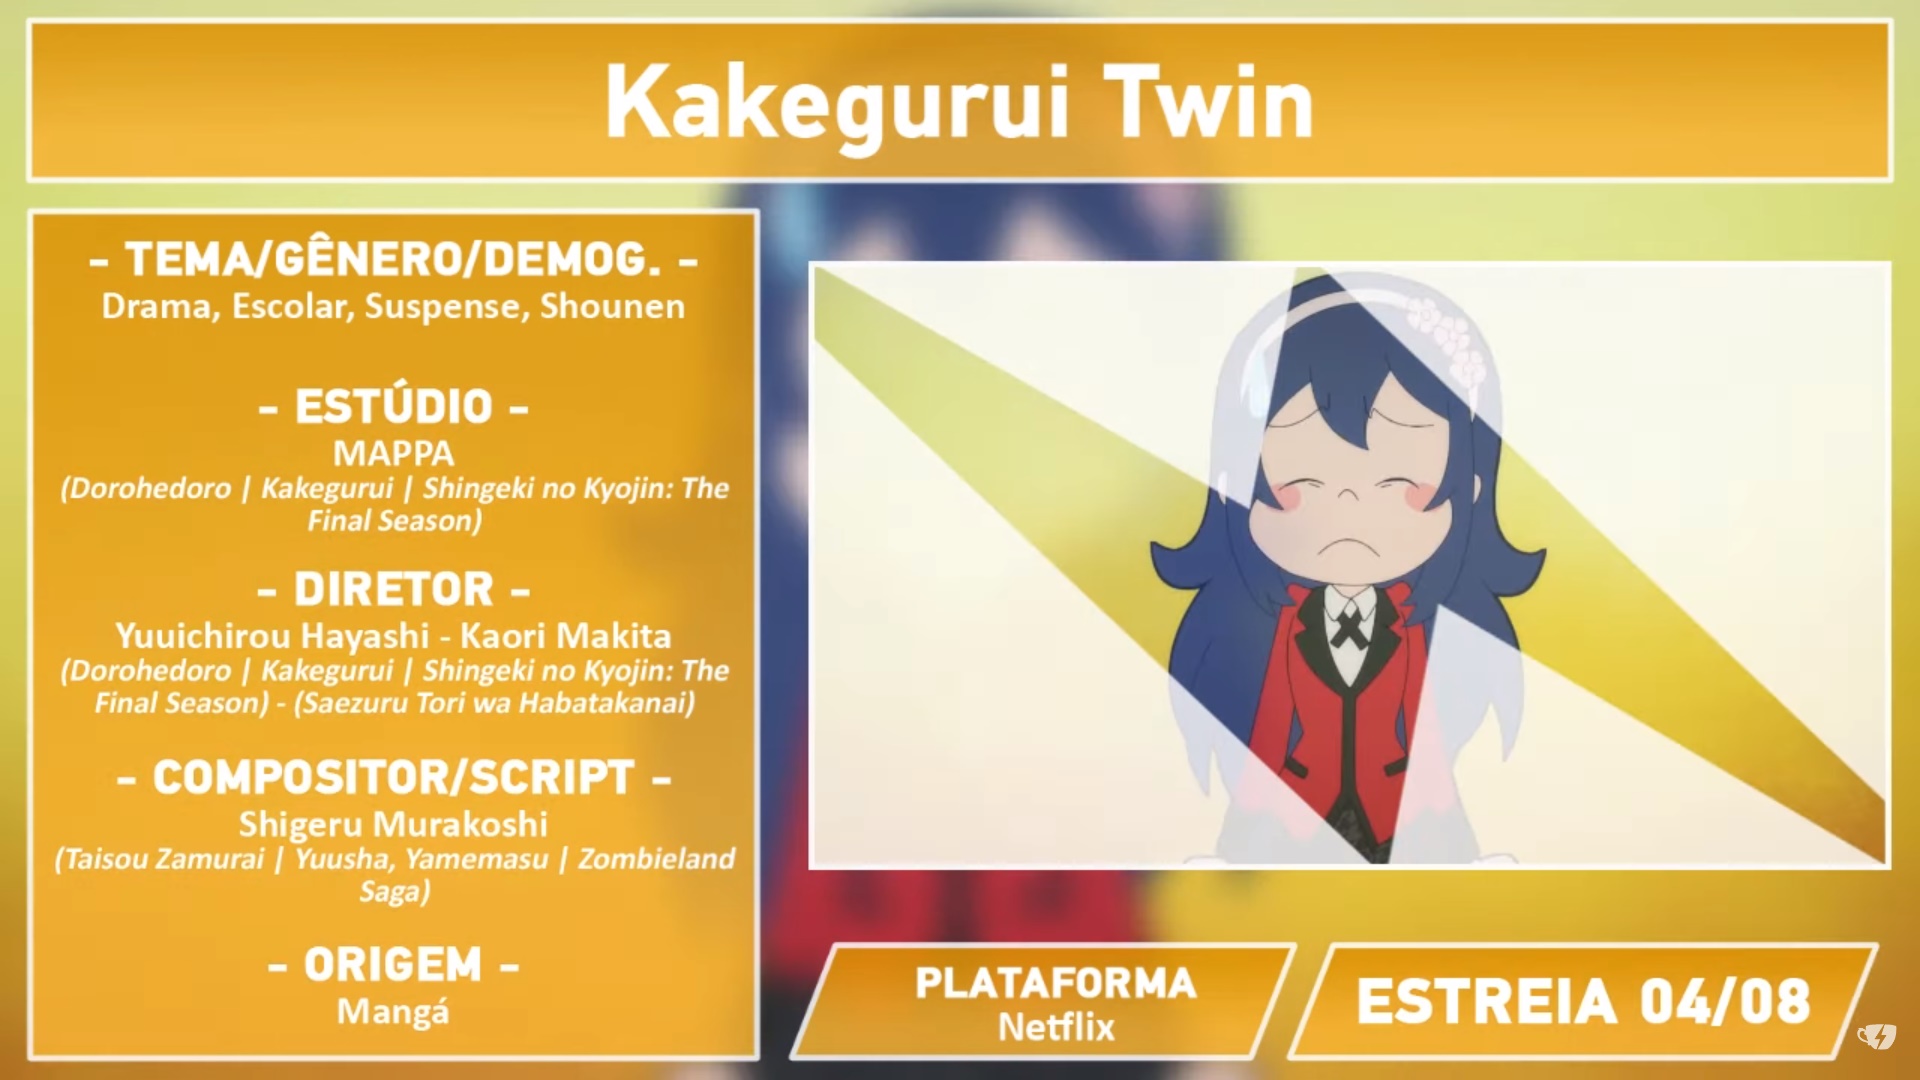 Kakegurui Twin
- TEMA/GÊNERO/DEMOG. -
Drama, Escolar, Suspense, Shounen
- ESTÚDIO -
MAPPA
(Dorohedoro | Kakegurui | Shingeki no Kyojin: The
Final Season)
- DIRETOR -
Yuuichirou Hayashi - Kaori Makita
(Dorohedoro | Kakegurui | Shingeki no Kyojin: The
Final Season) - (Saezuru Tori wa Habatakanai)
- COMPOSITOR/SCRIPT -
Shigeru Murakoshi
(Taisou Zamurai | Yuusha, Yamemasu | Zombieland
Saga)
- ORIGEM -
Mangá
PLATAFORMA
Netflix
ESTREIA 04/08